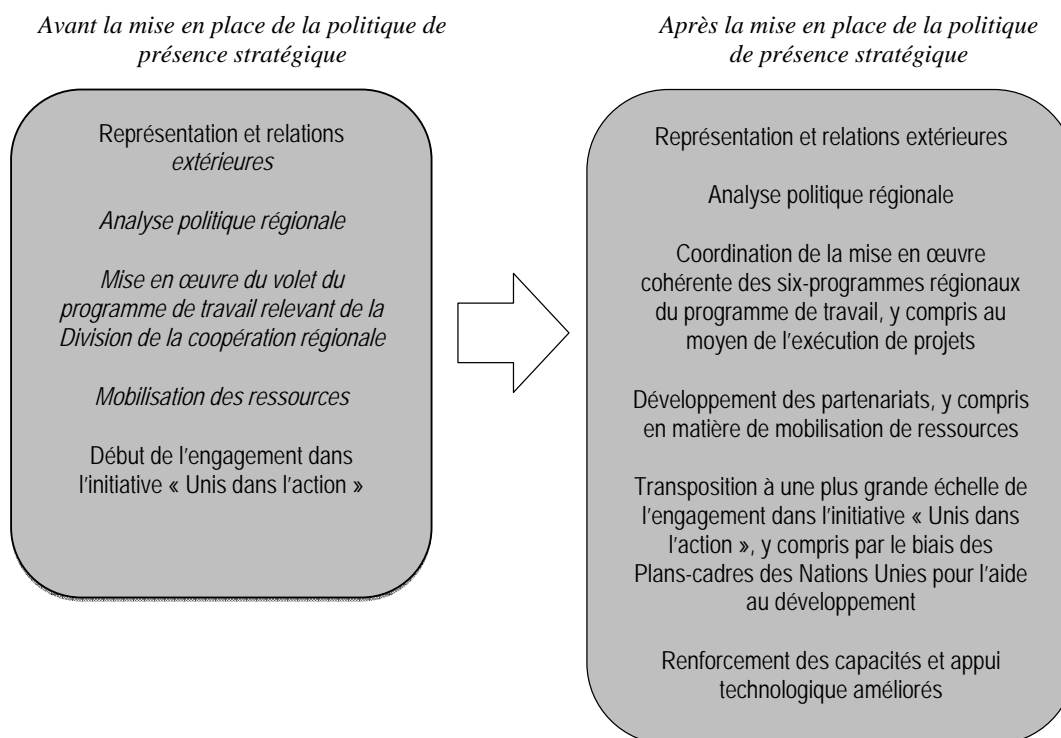 Avant la mise en place de la politique de
présence stratégique
Représentation et relations
extérieures
Analyse politique régionale
Mise en œuvre du volet du
programme de travail relevant de la
Division de la coopération régionale
Mobilisation des ressources
Début de l'engagement dans
l'initiative « Unis dans l'action »
Après la mise en place de la politique
de présence stratégique
Représentation et relations extérieures
Analyse politique régionale
Coordination de la mise en œuvre
cohérente des six-programmes régionaux
du programme de travail, y compris au
moyen de l'exécution de projets
Développement des partenariats, y compris
en matière de mobilisation de ressources
Transposition à une plus grande échelle de
l'engagement dans l'initiative « Unis dans
l'action », y compris par le biais des
Plans-cadres des Nations Unies pour l'aide
au développement
Renforcement des capacités et appui
technologique améliorés